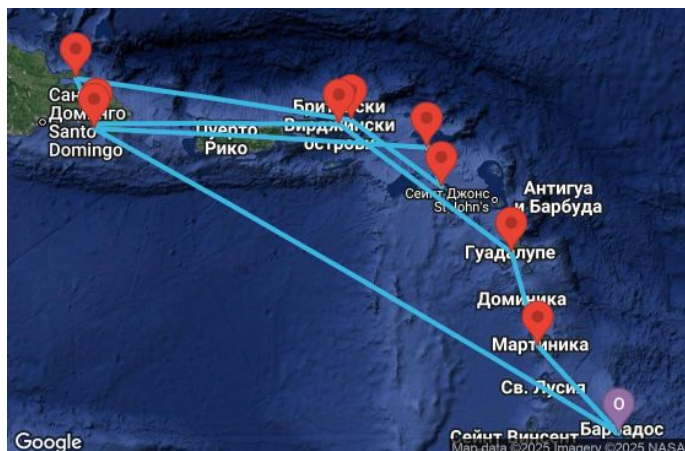 Сан
Доминго
Santo
Domingo
Пуерто
Рико
Британски
Вирджински
острови
Сейнт Джонс
St John's
Антигуа
и Барбуда
Гуадалупе
Доминика
Мартиника
Св. Лусия
O
Барбадос
Сейнт Винсент
Google
Map data ©2025 Imagery ©2025 NASA